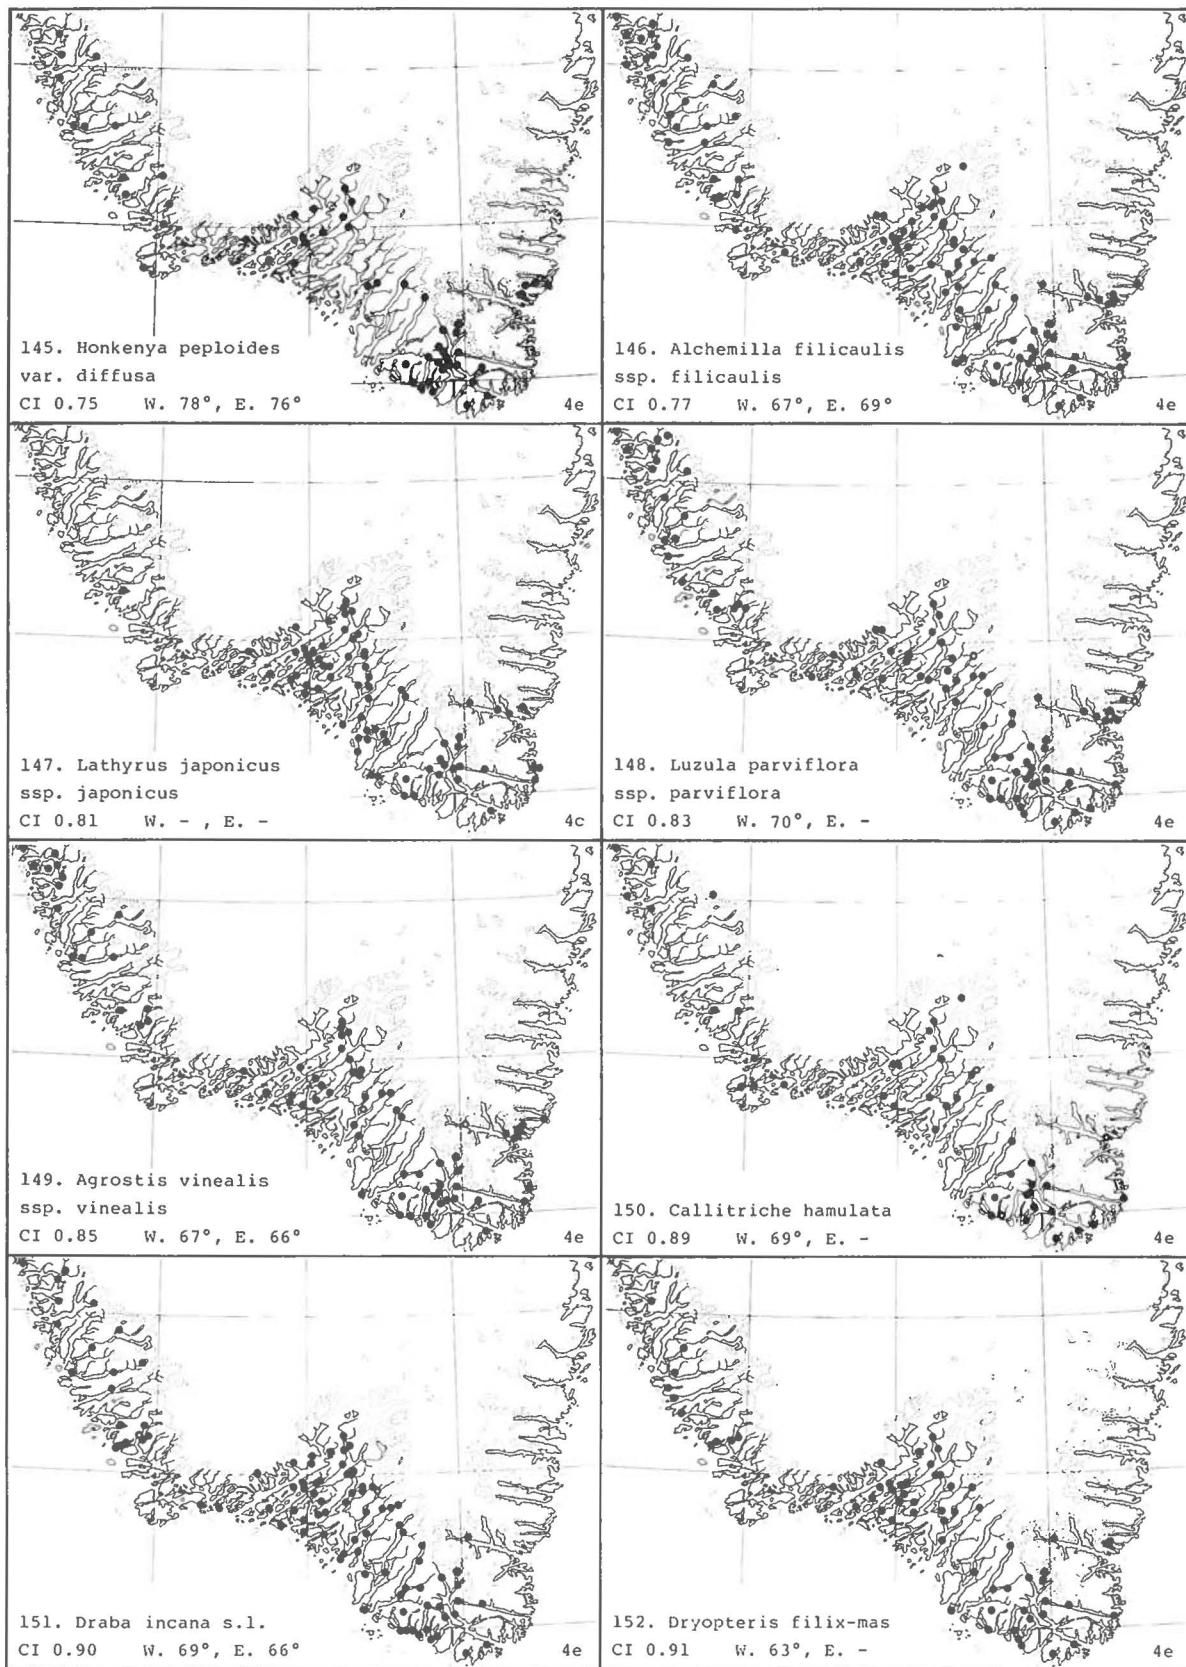 145. Honkenya peploides
var. diffusa
CI 0.75 W. 78°, E. 76° 4e
146. Alchemilla filicaulis
ssp. filicaulis
CI 0.77 W. 67°, E. 69° 4e
147. Lathyrus japonicus
ssp. japonicus
CI 0.81 W. - , E. - 4c
148. Luzula parviflora
ssp. parviflora
CI 0.83 W. 70°, E. - 4e
149. Agrostis vinealis
ssp. vinealis
CI 0.85 W. 67°, E. 66° 4e
150. Callitriche hamulata
CI 0.89 W. 69°, E. - 4e
151. Draba incana s.l.
CI 0.90 W. 69°, E. 66° 4e
152. Dryopteris filix-mas
CI 0.91 W. 63°, E. - 4e